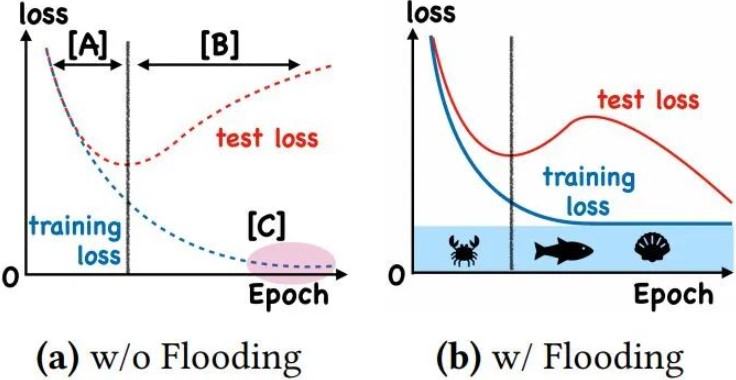 loss
[A]
[B]
test loss
training
loss
[C]
0
Epoch
(a) w/o Flooding
loss
test loss
training
loss
0
Epoch
(b) w/ Flooding